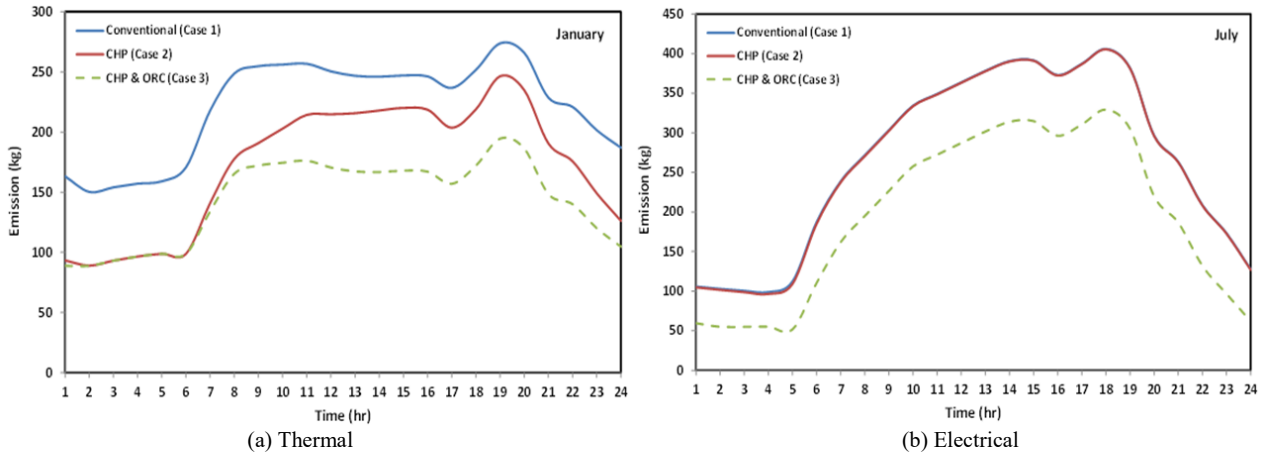 300
250
200
150
100
50
0
Emission (kg)
Conventional (Case 1)
CHP (Case 2)
CHP & ORC (Case 3)
January
1 2 3 4 5 6 7 8 9 10 11 12 13 14 15 16 17 18 19 20 21 22 23 24
Time (hr)
(a) Thermal
450
400
350
300
250
200
150
100
50
0
Emission (kg)
Conventional (Case 1)
CHP (Case 2)
CHP & ORC (Case 3)
July
1 2 3 4 5 6 7 8 9 10 11 12 13 14 15 16 17 18 19 20 21 22 23 24
Time (hr)
(b) Electrical